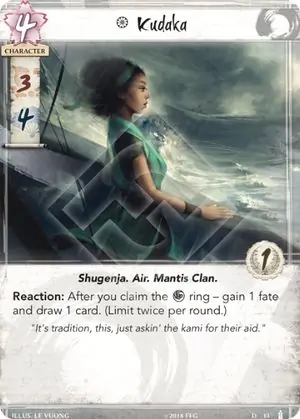 4
Kudaka
CHARACTER
3
4
1
Shugenja. Air. Mantis Clan.
Reaction: After you claim the ring – gain 1 fate
and draw 1 card. (Limit twice per round.)
"It's tradition, this, just askin' the kami for their aid."
ILLUS. LE VUONG
©2018 FFG